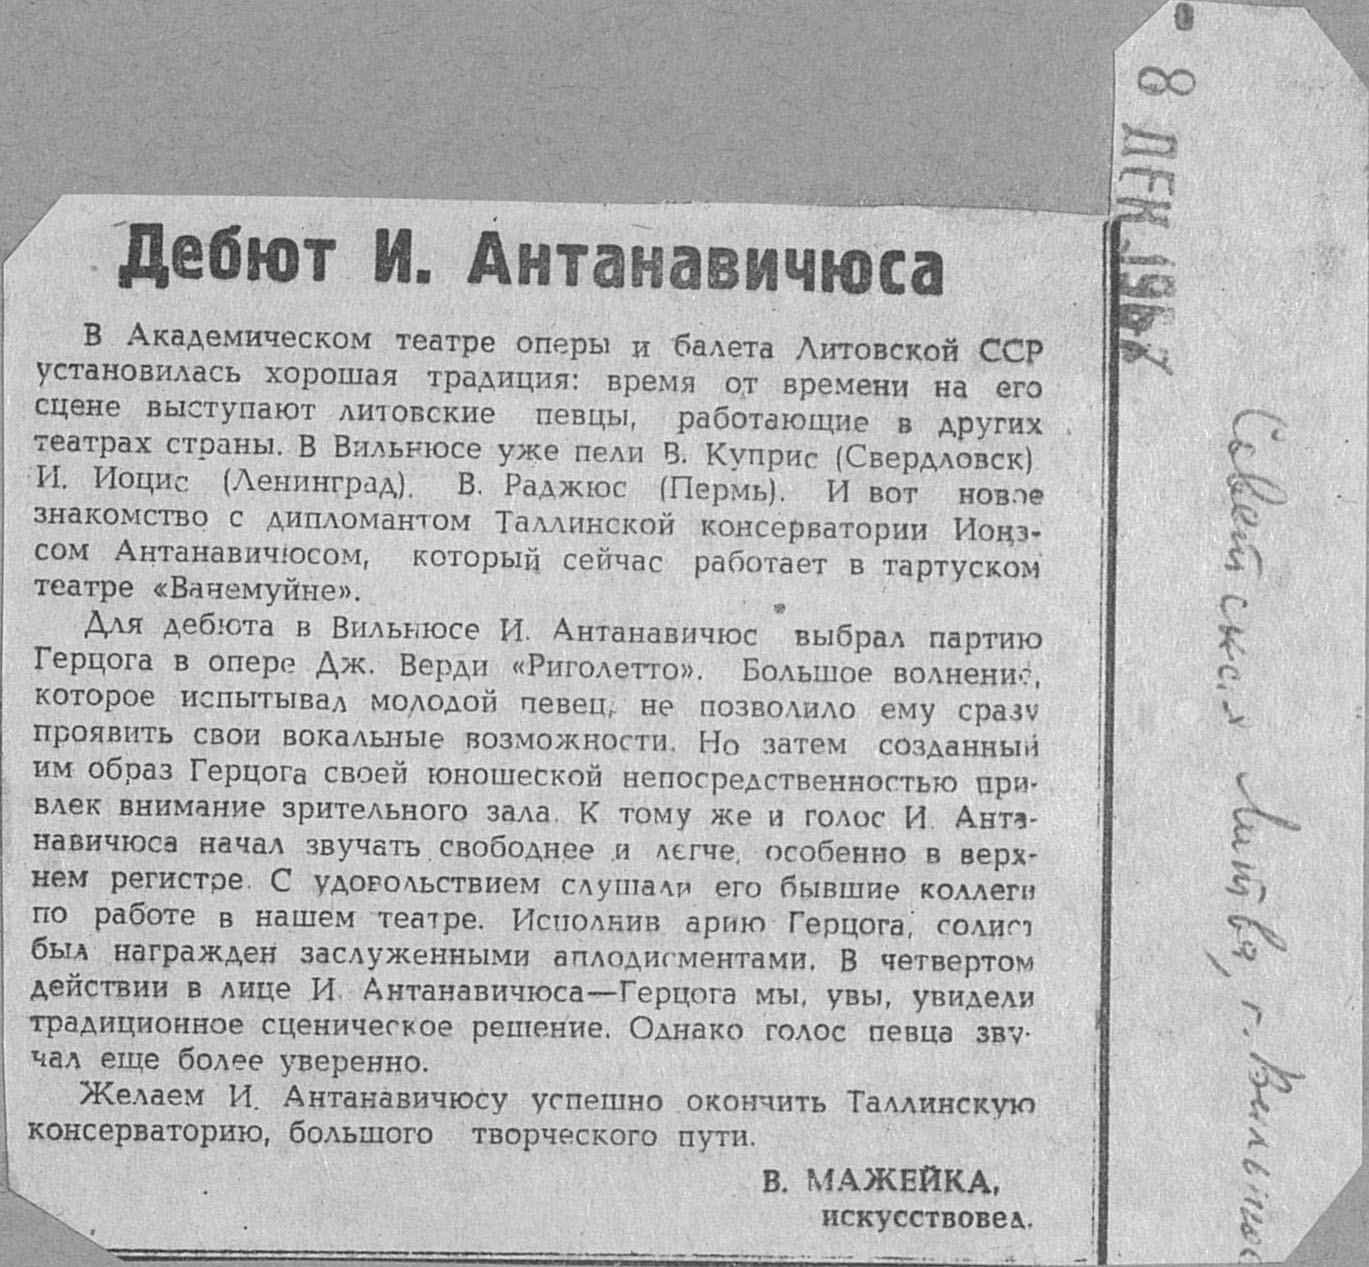 Дебют И. Антанавичюса
В Академическом театре оперы и балета Литовской ССР
установилась хорошая традиция: время от времени на его
сцене выступают литовские певцы, работающие в других
театрах страны. В Вильнюсе уже пели В. Куприс (Свердловск)
И. Иоцис (Ленинград). В. Раджюс (Пермь). И вот новое
знакомство с дипломантом Таллинской консерватории Ионэ-
сом Антанавичюсом, который сейчас работает в тартуском
театре «Ванемуйне».
Для дебюта в Вильнюсе И. Антанавичюс выбрал партию
Герцога в опере Дж. Верди «Риголетто». Большое волнение,
которое испытывал молодой певец, не позволило ему сразу
проявить свои вокальные возможности. Но затем созданный
им образ Герцога своей юношеской непосредственностью при-
влек внимание зрительного зала. К тому же и голос И. Анта-
навичюса начал звучать свободнее и легче, особенно в верх-
нем регистре. С удовольствием слушали его бывшие коллеги
по работе в нашем театре. Исполнив арию Герцога, солист
был награжден заслуженными аплодисментами. В четвертом
действии в лице И. Антанавичюса—Герцога мы, увы, увидели
традиционное сценическое решение. Однако голос певца зву-
чал еще более уверенно.
Желаем И. Антанавичюсу успешно окончить Таллинскую
консерваторию, большого творческого пути.
В. МАЖЕЙКА,
искусствовед.
- 8 ДЕК. 1967
Советская Литва, г. Вильнюс